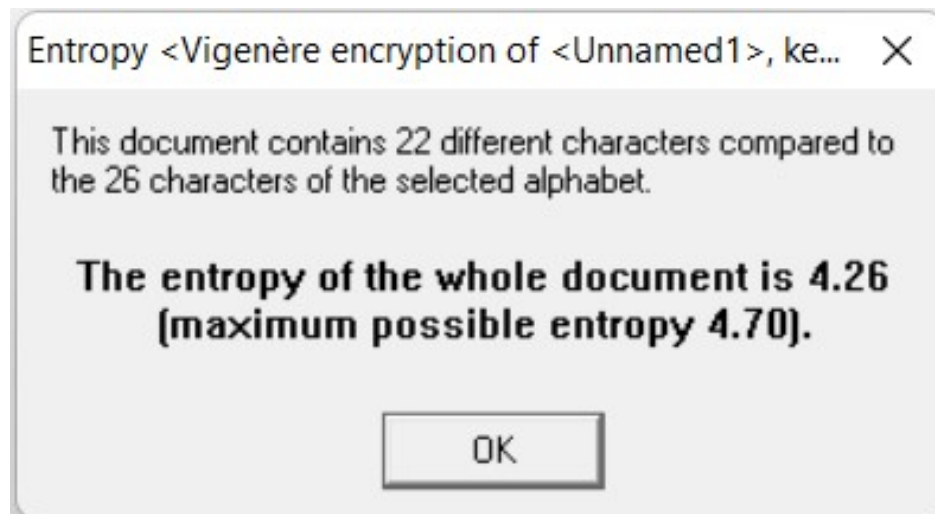 Entropy <Vigenère encryption of <Unnamed1>, ke...
This document contains 22 different characters compared to
the 26 characters of the selected alphabet.
The entropy of the whole document is 4.26
(maximum possible entropy 4.70).
OK